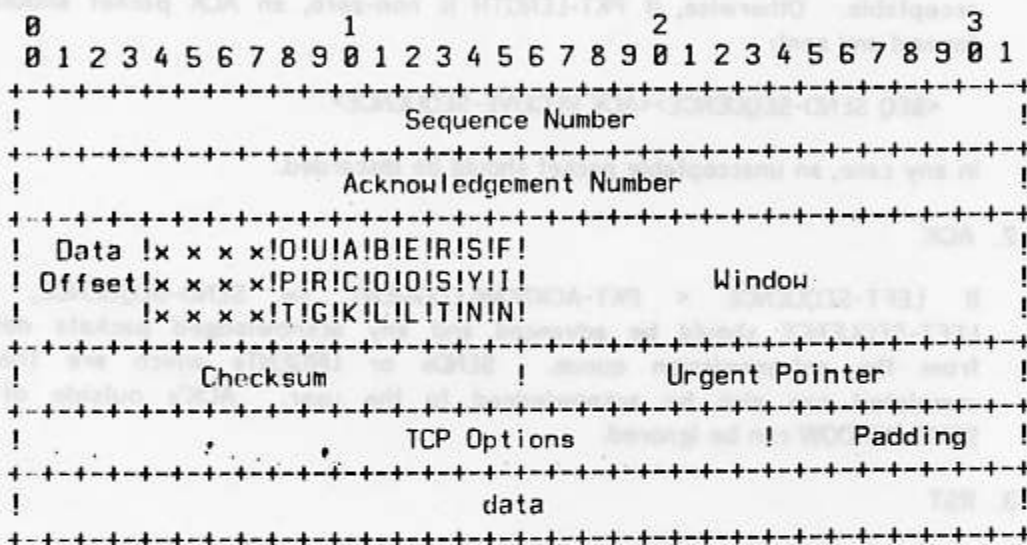 0 1 2 3
0 1 2 3 4 5 6 7 8 9 0 1 2 3 4 5 6 7 8 9 0 1 2 3 4 5 6 7 8 9 0 1
+-+-+-+-+-+-+-+-+-+-+-+-+-+-+-+-+-+-+-+-+-+-+-+-+-+-+-+-+-+-+-+-+
! Sequence Number !
+-+-+-+-+-+-+-+-+-+-+-+-+-+-+-+-+-+-+-+-+-+-+-+-+-+-+-+-+-+-+-+-+
! Acknowledgement Number !
+-+-+-+-+-+-+-+-+-+-+-+-+-+-+-+-+-+-+-+-+-+-+-+-+-+-+-+-+-+-+-+-+
! Data !x x x x!O!U!A!B!E!R!S!F! !
! Offset!x x x x!P!R!C!O!O!S!Y!I! Window !
! !x x x x!T!G!K!L!L!T!N!N! !
+-+-+-+-+-+-+-+-+-+-+-+-+-+-+-+-+-+-+-+-+-+-+-+-+-+-+-+-+-+-+-+-+
! Checksum ! Urgent Pointer !
+-+-+-+-+-+-+-+-+-+-+-+-+-+-+-+-+-+-+-+-+-+-+-+-+-+-+-+-+-+-+-+-+
! TCP Options ! Padding !
+-+-+-+-+-+-+-+-+-+-+-+-+-+-+-+-+-+-+-+-+-+-+-+-+-+-+-+-+-+-+-+-+
! data !
+-+-+-+-+-+-+-+-+-+-+-+-+-+-+-+-+-+-+-+-+-+-+-+-+-+-+-+-+-+-+-+-+